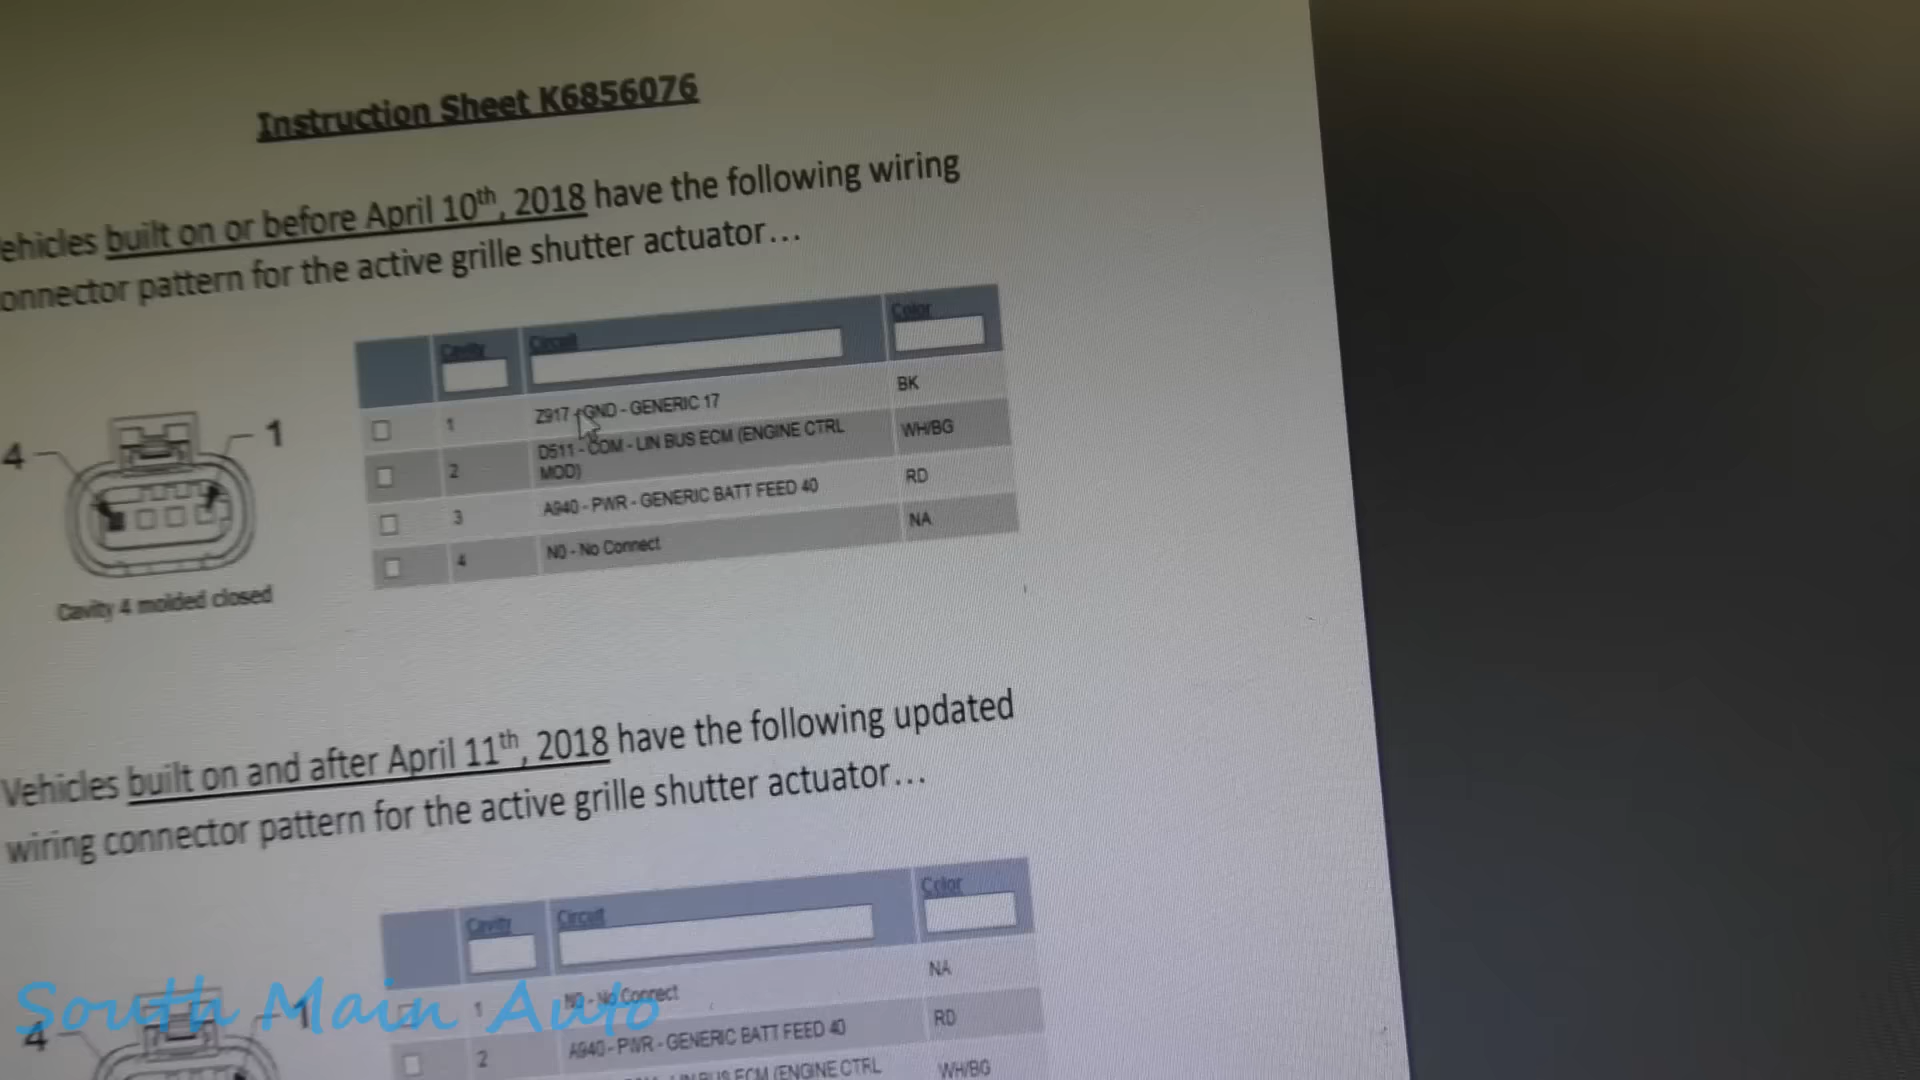 Instruction Sheet K6856076
ehicles built on or before April 10th, 2018 have the following wiring
onnector pattern for the active grille shutter actuator...
Cavity Circuit Color
1 Z917 - GND - GENERIC 17 BK
2 D511 - COM - LIN BUS ECM (ENGINE CTRL MOD) WH/BG
3 A940 - PWR - GENERIC BATT FEED 40 RD
4 N0 - No Connect NA
4 1
Cavity 4 molded closed
Vehicles built on and after April 11th, 2018 have the following updated
wiring connector pattern for the active grille shutter actuator...
Cavity Circuit Color
1 N0 - No Connect NA
2 A940 - PWR - GENERIC BATT FEED 40 RD
LIN BUS ECM (ENGINE CTRL WH/BG
4 1
South Main Auto